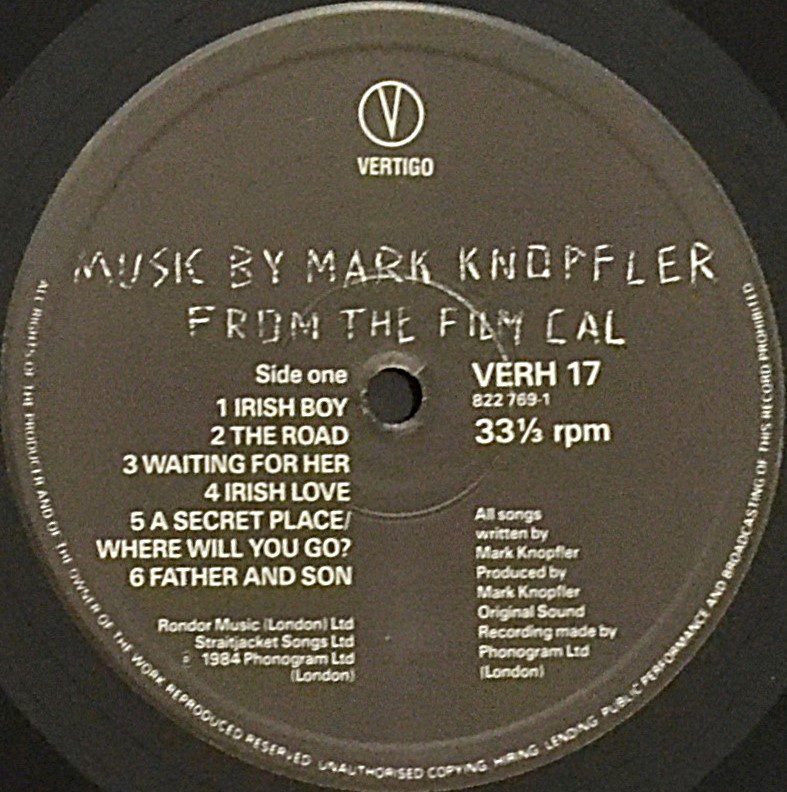 V
VERTIGO
MUSIC BY MARK KNOPFLER
FROM THE FILM CAL
Side one
1 IRISH BOY
2 THE ROAD
3 WAITING FOR HER
4 IRISH LOVE
5 A SECRET PLACE/
WHERE WILL YOU GO?
6 FATHER AND SON
Rondor Music (London) Ltd
Straitjacket Songs Ltd
℗ 1984 Phonogram Ltd
(London)
VERH 17
822 769-1
33⅓ rpm
All songs
written by
Mark Knopfler
Produced by
Mark Knopfler
Original Sound
Recording made by
Phonogram Ltd
(London)
ALL RIGHTS OF THE PRODUCER AND OF THE OWNER OF THE WORK REPRODUCED RESERVED. UNAUTHORISED COPYING, HIRING, LENDING, PUBLIC PERFORMANCE AND BROADCASTING OF THIS RECORD PROHIBITED